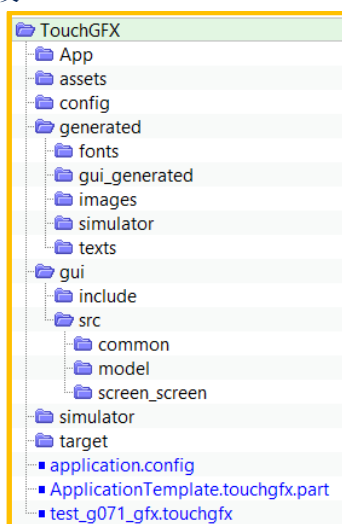 TouchGFX
App
assets
config
generated
fonts
gui_generated
images
simulator
texts
gui
include
src
common
model
screen_screen
simulator
target
application.config
ApplicationTemplate.touchgfx.part
test_g071_gfx.touchgfx